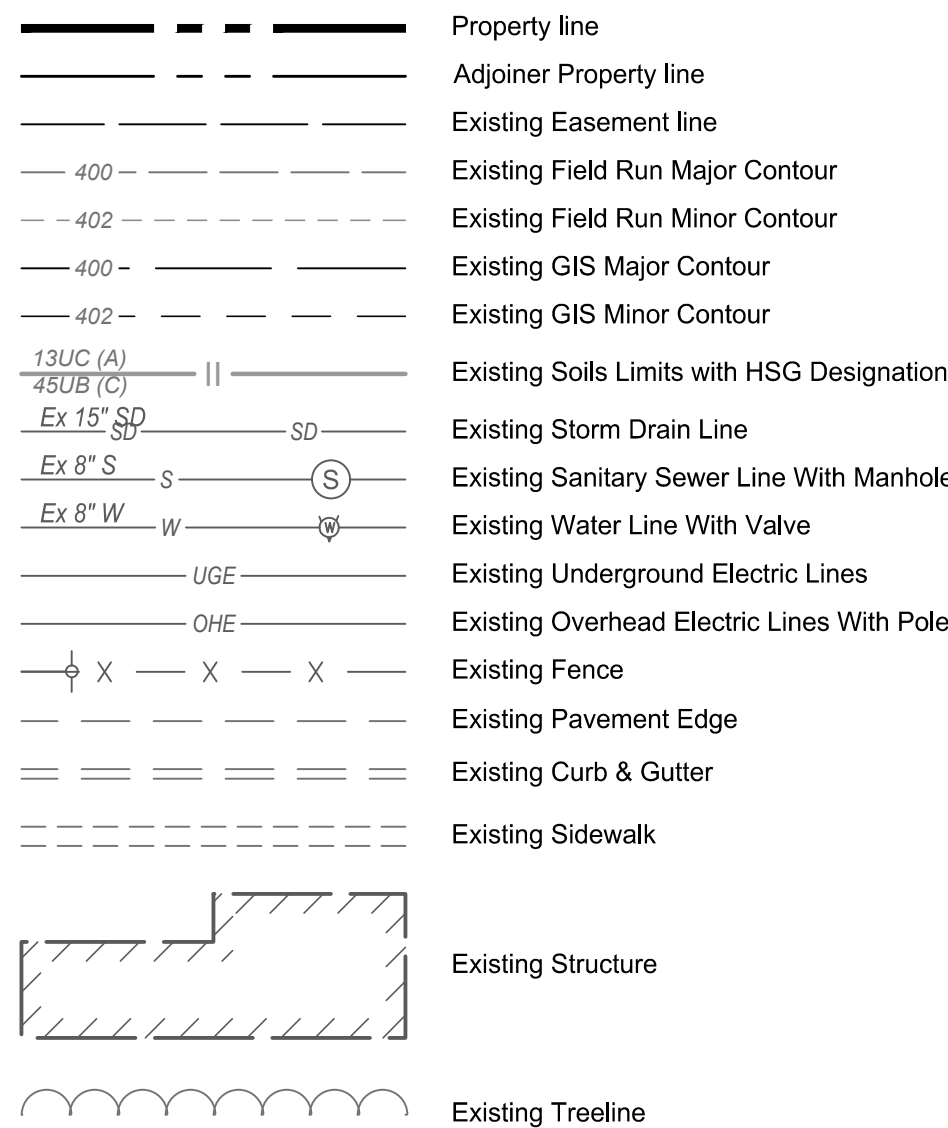 Property line
Adjoiner Property line
Existing Easement line
400 Existing Field Run Major Contour
402 Existing Field Run Minor Contour
400 Existing GIS Major Contour
402 Existing GIS Minor Contour
13UC (A)
|| Existing Soils Limits with HSG Designation
45UB (C)
Ex 15" SD
SD SD Existing Storm Drain Line
Ex 8" S
S S Existing Sanitary Sewer Line With Manhole
Ex 8" W
W W Existing Water Line With Valve
UGE Existing Underground Electric Lines
OHE Existing Overhead Electric Lines With Pole
X X X Existing Fence
Existing Pavement Edge
Existing Curb & Gutter
Existing Sidewalk
Existing Structure
Existing Treeline